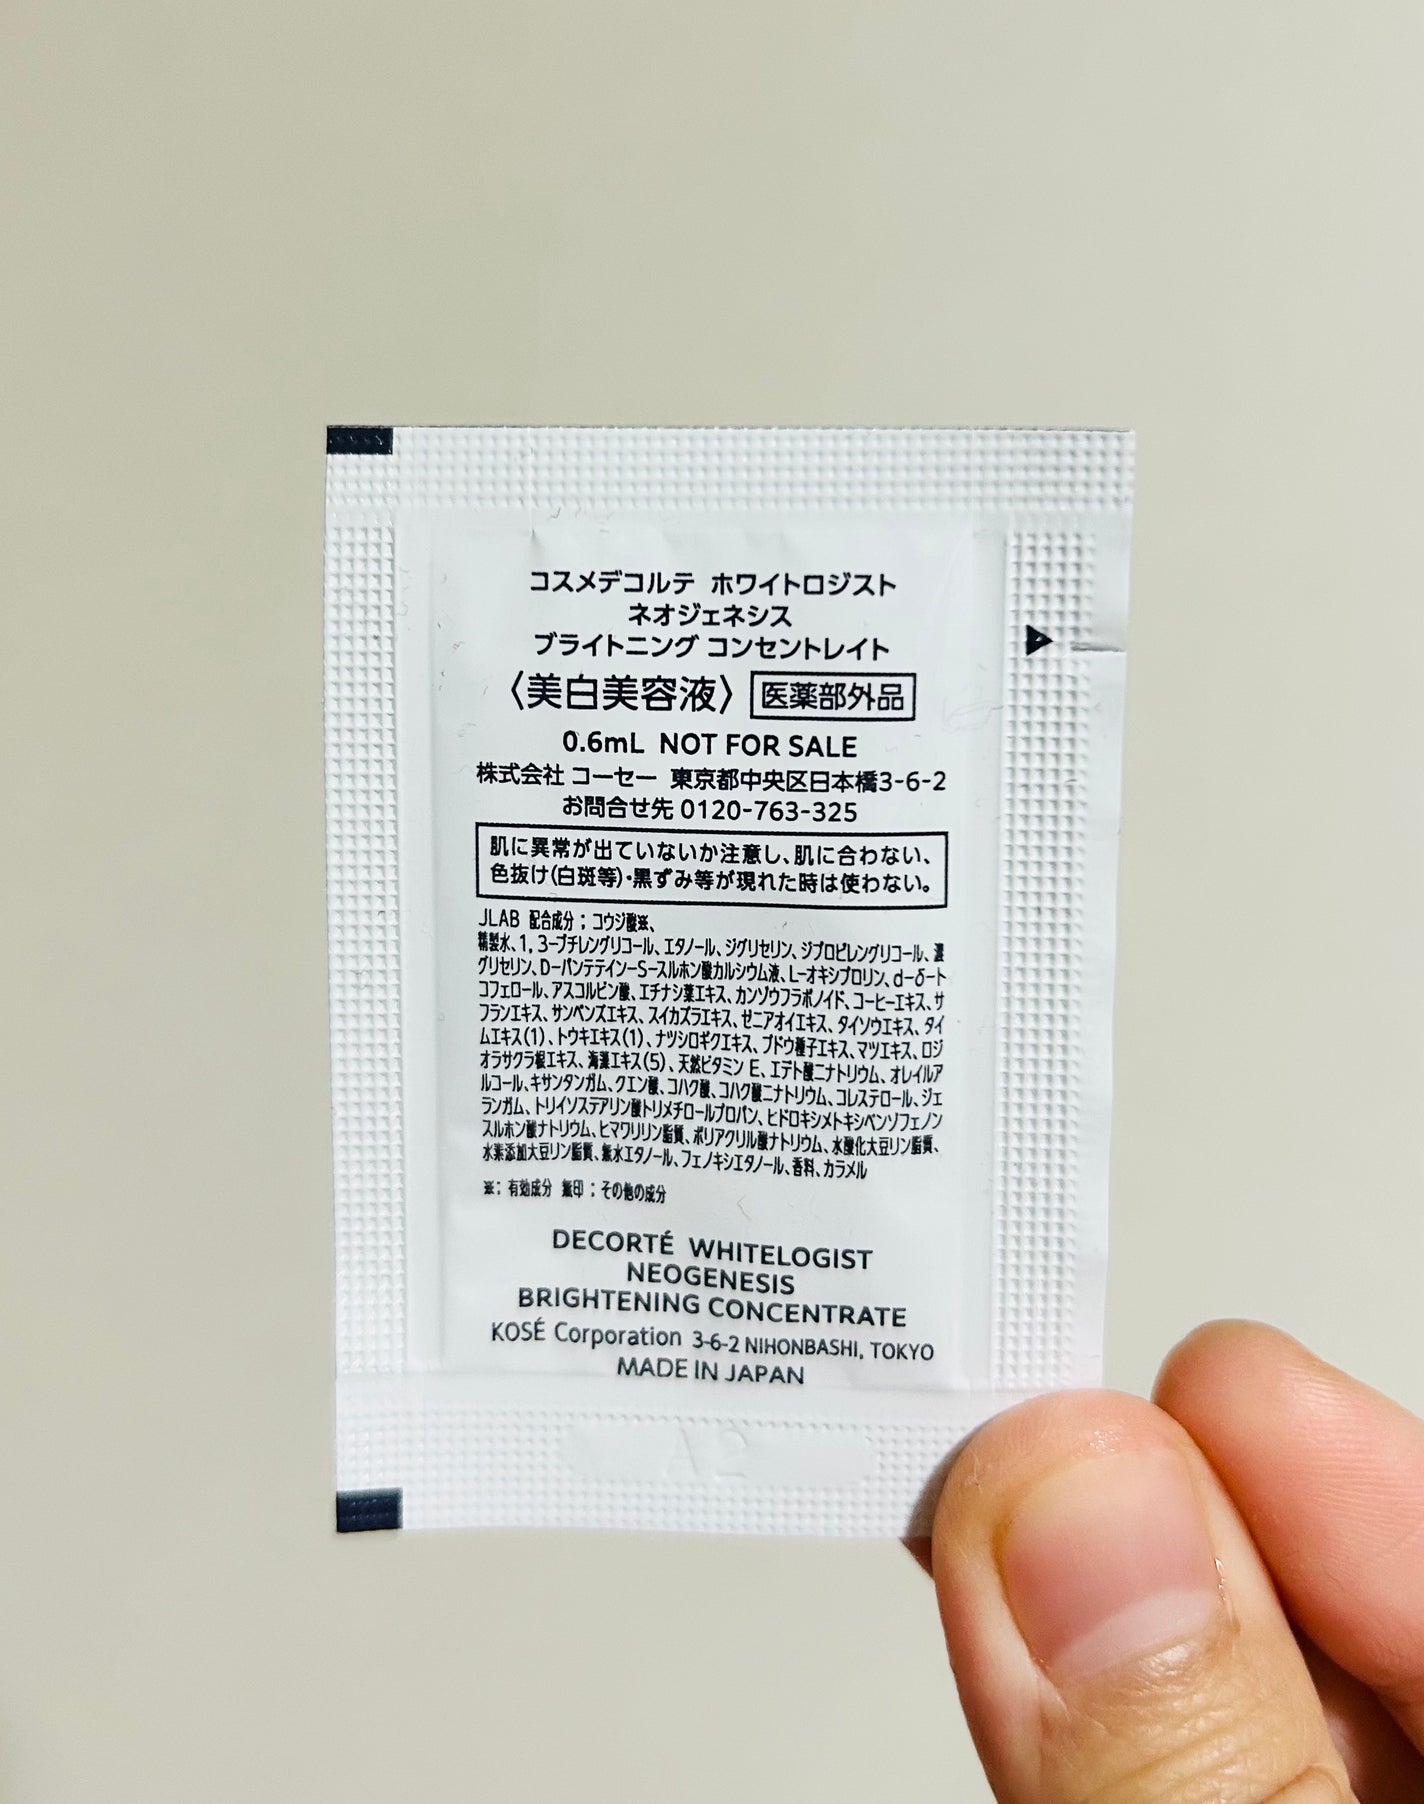 コスメデコルテ ホワイトロジスト
ネオジェネシス
ブライトニング コンセントレイト
〈美白美容液〉 医薬部外品
0.6mL NOT FOR SALE
株式会社 コーセー 東京都中央区日本橋3-6-2
お問合せ先 0120-763-325
肌に異常が出ていないか注意し、肌に合わない、
色抜け(白斑等)・黒ずみ等が現れた時は使わない。
JLAB 配合成分 ; コウジ酸※、
精製水、1, 3-ブチレングリコール、エタノール、ジグリセリン、ジプロピレングリコール、濃
グリセリン、D-パンテテイン-S-スルホン酸カルシウム液、L-オキシプロリン、d-δ-ト
コフェロール、アスコルビン酸、エチナシ葉エキス、カンゾウフラボノイド、コーヒーエキス、サ
フランエキス、サンペンズエキス、スイカズラエキス、ゼニアオイエキス、タイソウエキス、タイ
ムエキス(1)、トウキエキス(1)、ナツシロギクエキス、ブドウ種子エキス、マツエキス、ロジ
オラサクラ根エキス、海藻エキス(5)、天然ビタミン E、エデト酸二ナトリウム、オレイルア
ルコール、キサンタンガム、クエン酸、コハク酸、コハク酸二ナトリウム、コレステロール、ジェ
ランガム、トリイソステアリン酸トリメチロールプロパン、ヒドロキシメトキシベンゾフェノン
スルホン酸ナトリウム、ヒマワリリン脂質、ポリアクリル酸ナトリウム、水酸化大豆リン脂質、
水素添加大豆リン脂質、無水エタノール、フェノキシエタノール、香料、カラメル
※ ; 有効成分 無印 ; その他の成分
DECORTÉ WHITELOGIST
NEOGENESIS
BRIGHTENING CONCENTRATE
KOSÉ Corporation 3-6-2 NIHONBASHI, TOKYO
MADE IN JAPAN
A2